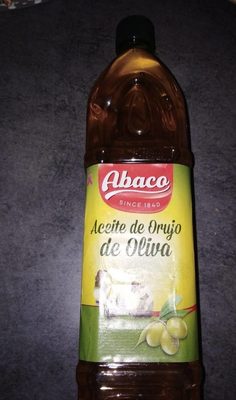 Abaco
SINCE 1840
Aceite de Orujo
de Oliva